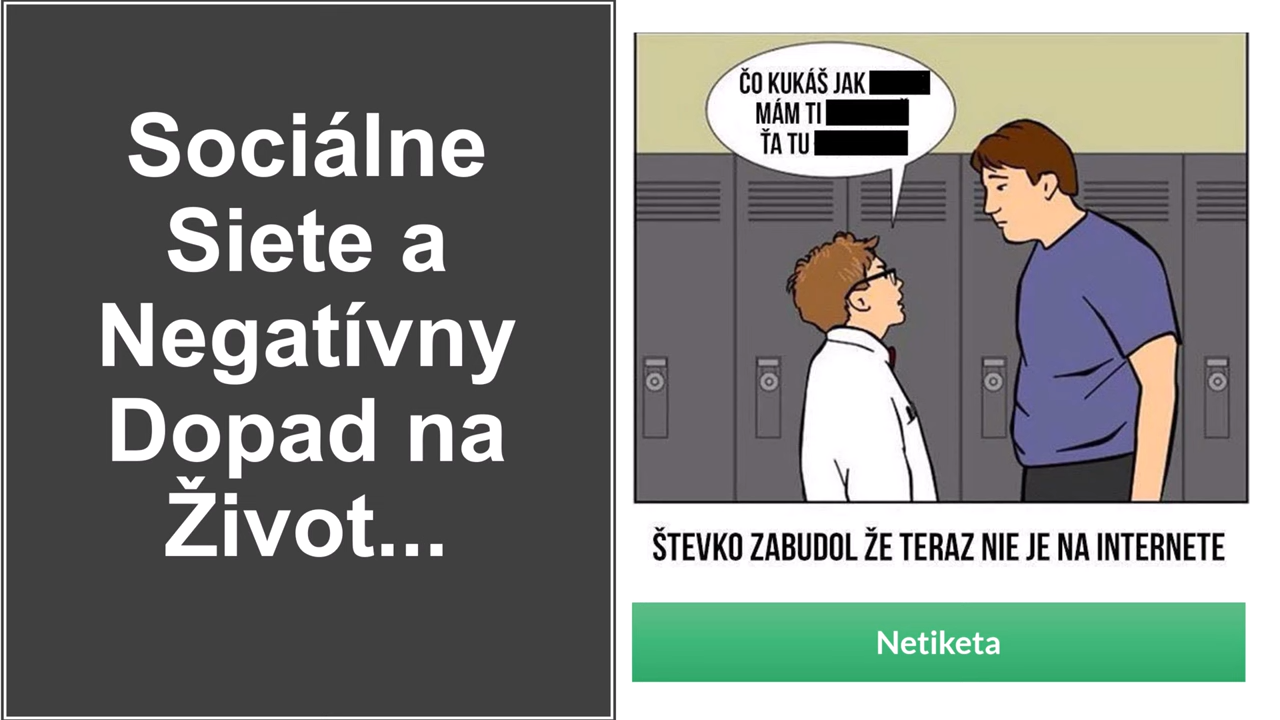 Sociálne
Siete a
Negatívny
Dopad na
Život...
ČO KUKÁŠ JAK
MÁM TI
ŤA TU
ŠTEVKO ZABUDOL ŽE TERAZ NIE JE NA INTERNETE
Netiketa